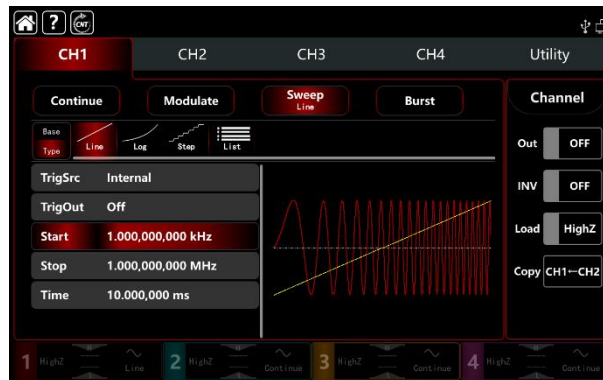 ? CNT
CH1 CH2 CH3 CH4 Utility
Continue Modulate Sweep Burst Channel
Line
Base
Type Line Log Step List
Out OFF
TrigSrc Internal
INV OFF
TrigOut Off
Start 1.000,000,000 kHz
Load HighZ
Stop 1.000,000,000 MHz
Copy CH1←CH2
Time 10.000,000 ms
1 HighZ Line 2 HighZ Continue 3 HighZ Continue 4 HighZ Continue